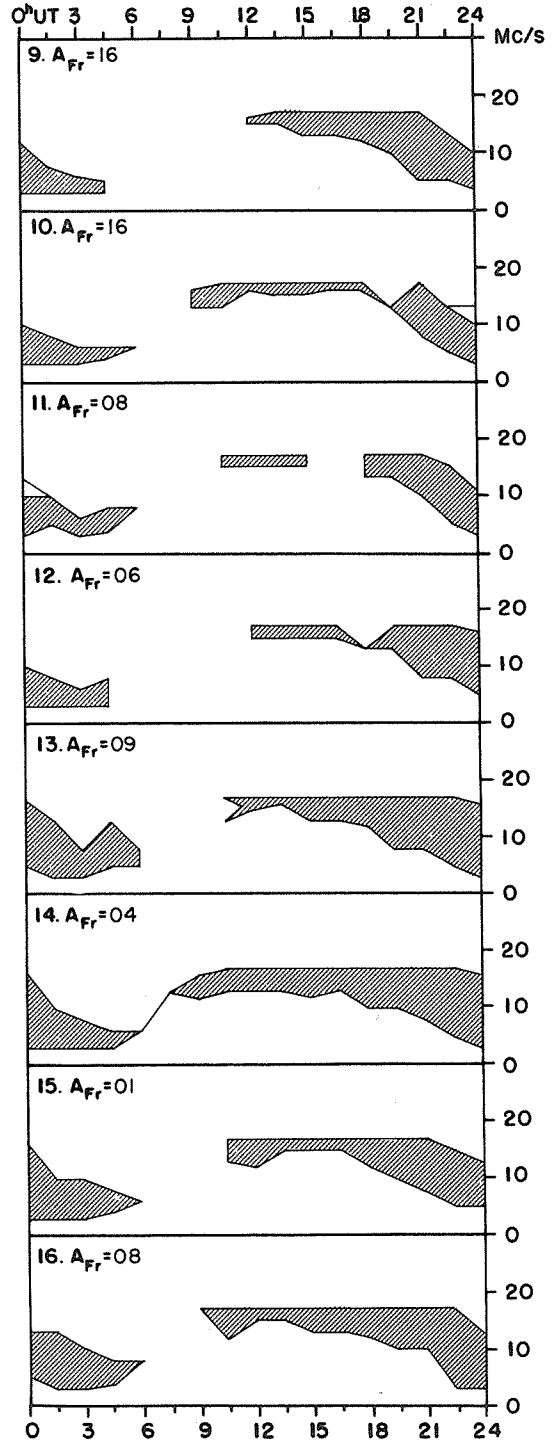 0ʰUT 3 6 9 12 15 18 21 24
Mc/s
9. A_Fr=16
20
10
0
10. A_Fr=16
20
10
0
11. A_Fr=08
20
10
0
12. A_Fr=06
20
10
0
13. A_Fr=09
20
10
0
14. A_Fr=04
20
10
0
15. A_Fr=01
20
10
0
16. A_Fr=08
20
10
0
0 3 6 9 12 15 18 21 24